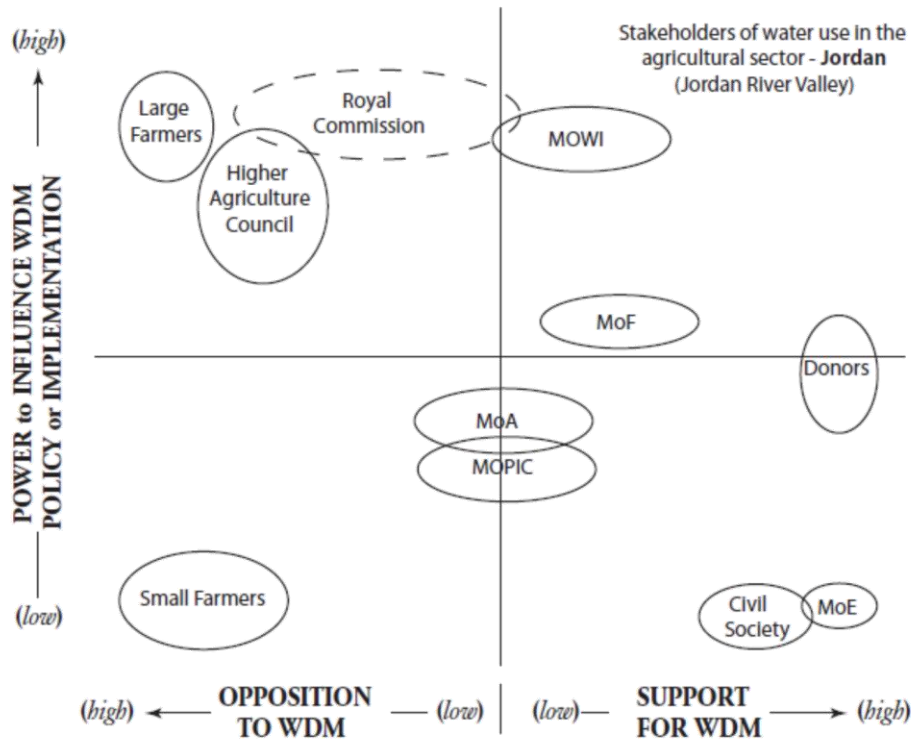 (high)
Stakeholders of water use in the
agricultural sector - Jordan
(Jordan River Valley)
Large
Farmers
Royal
Commission
MOWI
Higher
Agriculture
Council
POWER to INFLUENCE WDM
POLICY or IMPLEMENTATION
MoF
Donors
MoA
MOPIC
Small Farmers
Civil
Society
MoE
(low)
(high)
OPPOSITION
TO WDM
(low)
(low)
SUPPORT
FOR WDM
(high)